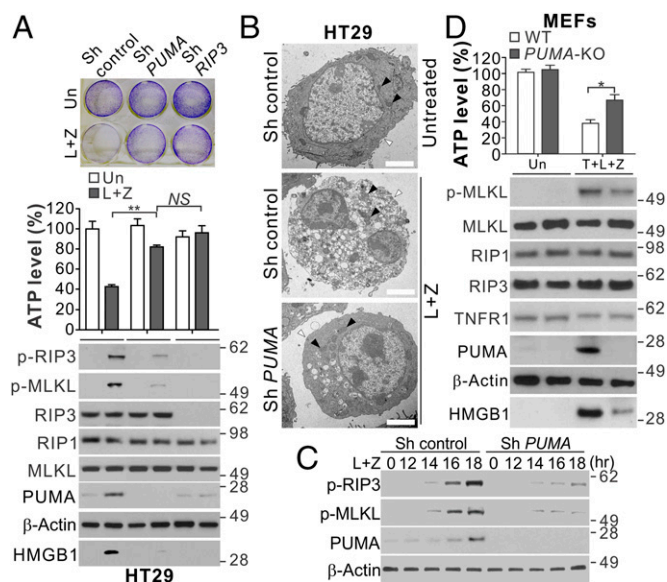 A
Sh control
Sh PUMA
Sh RIP3
Un
L+Z
Un
L+Z
**
NS
ATP level (%)
120
100
80
60
40
20
0
p-RIP3
62
p-MLKL
49
RIP3
62
RIP1
98
MLKL
49
PUMA
28
β-Actin
49
HMGB1
28
HT29
B
HT29
Sh control
Untreated
Sh control
Sh PUMA
L+Z
C
Sh control
Sh PUMA
L+Z
0 12 14 16 18 0 12 14 16 18 (hr)
p-RIP3
62
p-MLKL
49
PUMA
28
β-Actin
49
D
MEFs
WT
PUMA-KO
*
ATP level (%)
120
100
80
60
40
20
0
Un
T+L+Z
p-MLKL
49
MLKL
49
RIP1
98
RIP3
62
TNFR1
49
PUMA
28
β-Actin
49
HMGB1
28